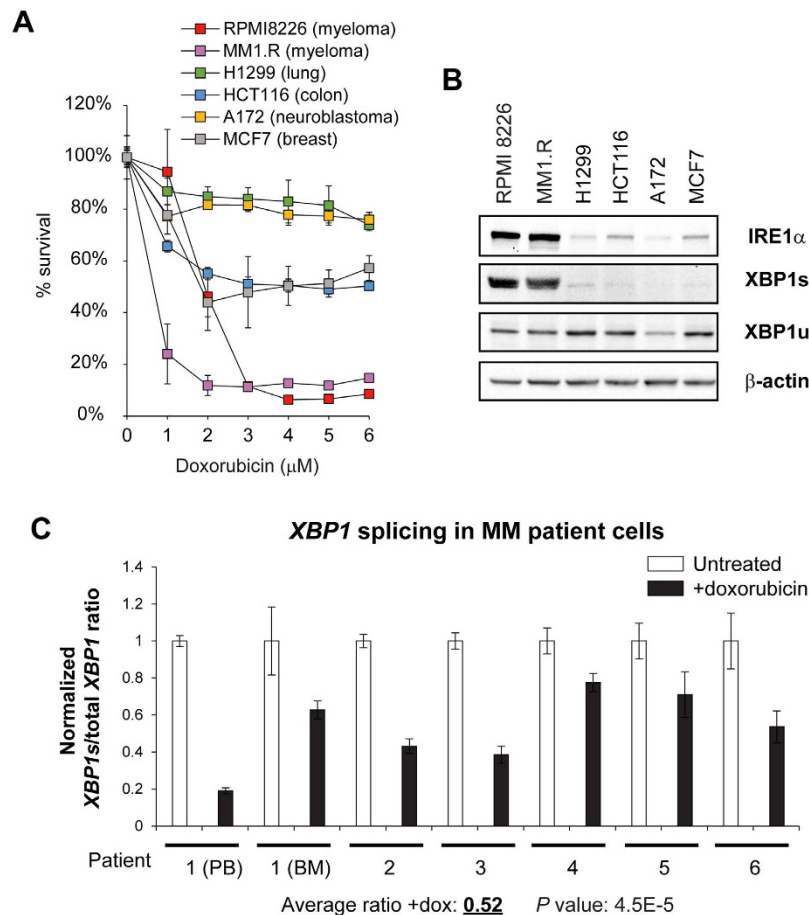 A
RPMI8226 (myeloma)
MM1.R (myeloma)
H1299 (lung)
HCT116 (colon)
A172 (neuroblastoma)
MCF7 (breast)
120%
100%
80%
60%
40%
20%
0%
% survival
0 1 2 3 4 5 6
Doxorubicin (μM)
B
RPMI 8226
MM1.R
H1299
HCT116
A172
MCF7
IRE1α
XBP1s
XBP1u
β-actin
C
XBP1 splicing in MM patient cells
Untreated
+doxorubicin
Normalized
XBP1s/total XBP1 ratio
1.4
1.2
1
0.8
0.6
0.4
0.2
0
Patient 1 (PB) 1 (BM) 2 3 4 5 6
Average ratio +dox: 0.52 P value: 4.5E-5